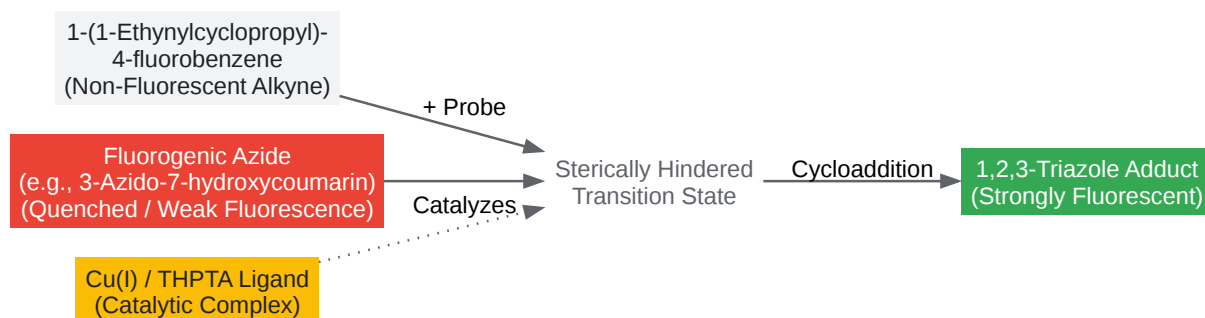 1-(1-Ethynylcyclopropyl)-
4-fluorobenzene
(Non-Fluorescent Alkyne)
+ Probe
Fluorogenic Azide
(e.g., 3-Azido-7-hydroxycoumarin)
(Quenched / Weak Fluorescence)
Catalyzes
Sterically Hindered
Transition State
Cycloaddition
1,2,3-Triazole Adduct
(Strongly Fluorescent)
Cu(I) / THPTA Ligand
(Catalytic Complex)